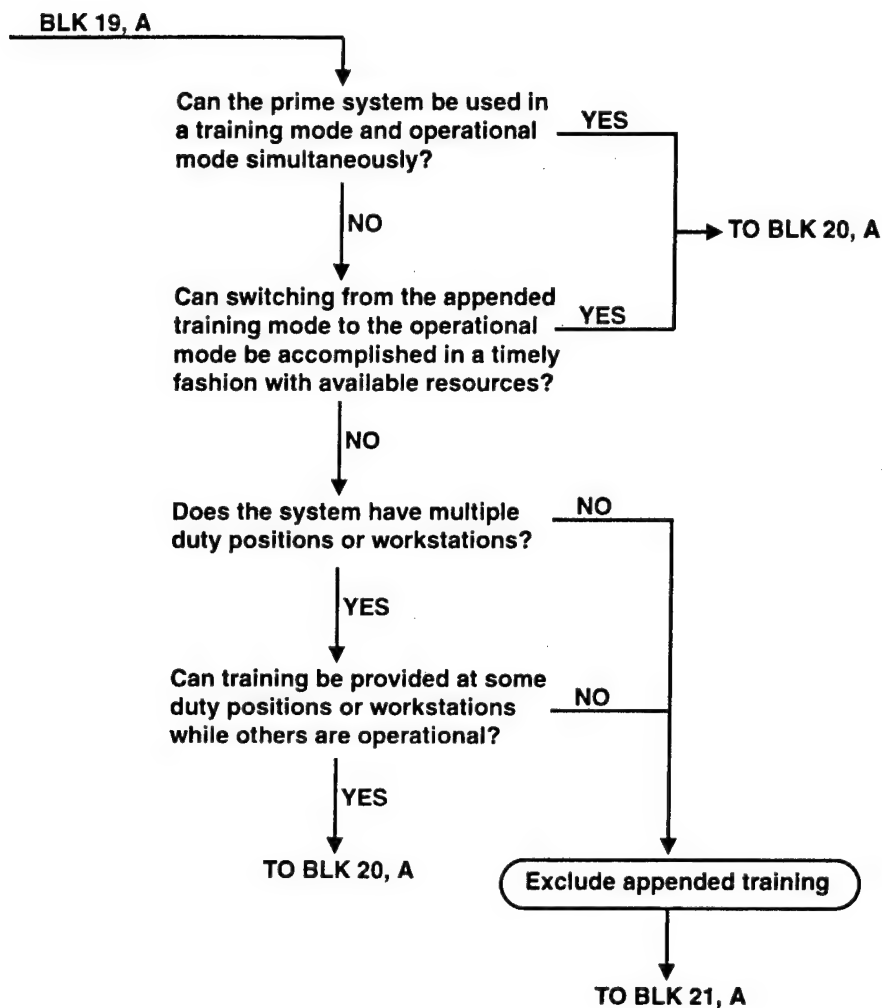 BLK 19, A
Can the prime system be used in
a training mode and operational
mode simultaneously?
YES
NO
TO BLK 20, A
Can switching from the appended
training mode to the operational
mode be accomplished in a timely
fashion with available resources?
YES
NO
Does the system have multiple
duty positions or workstations?
NO
YES
Can training be provided at some
duty positions or workstations
while others are operational?
NO
YES
TO BLK 20, A
Exclude appended training
TO BLK 21, A